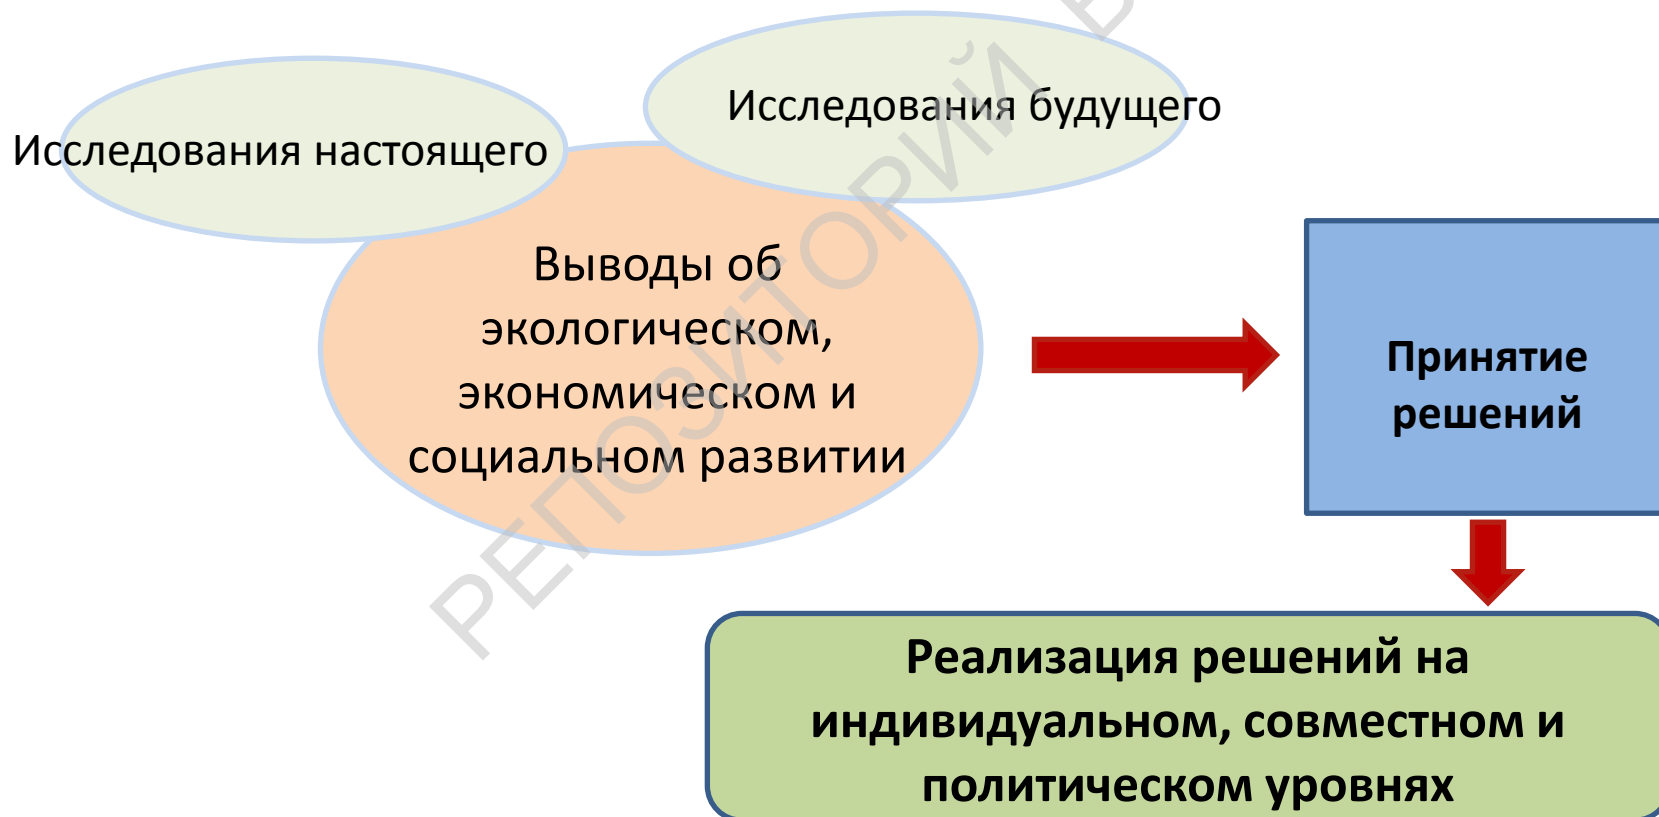 Исследования будущего
Исследования настоящего
Выводы об
экологическом,
экономическом и
социальном развитии
Принятие
решений
Реализация решений на
индивидуальном, совместном и
политическом уровнях
РЕПОЗИТОРИЙ